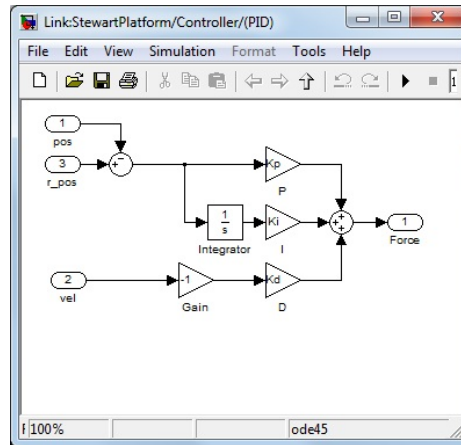 Link:StewartPlatform/Controller/(PID)
File Edit View Simulation Format Tools Help
1
1
pos
3
r_pos
Kp
P
1
s
Integrator
Ki
I
1
Force
2
vel
-1
Gain
Kd
D
100%
ode45